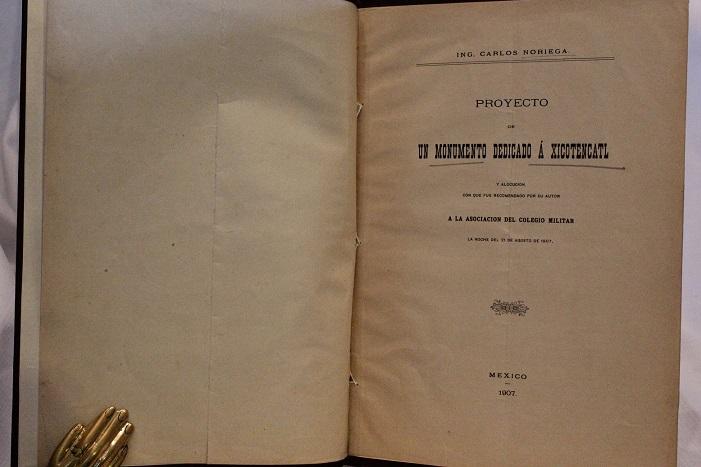 ING. CARLOS NORIEGA.
PROYECTO
DE
UN MONUMENTO DEDICADO Á XICOTENCATL
Y ALOCUCION
CON QUE FUE RECOMENDADO POR SU AUTOR
A LA ASOCIACION DEL COLEGIO MILITAR
LA NOCHE DEL 21 DE AGOSTO DE 1907.
MEXICO
1907.